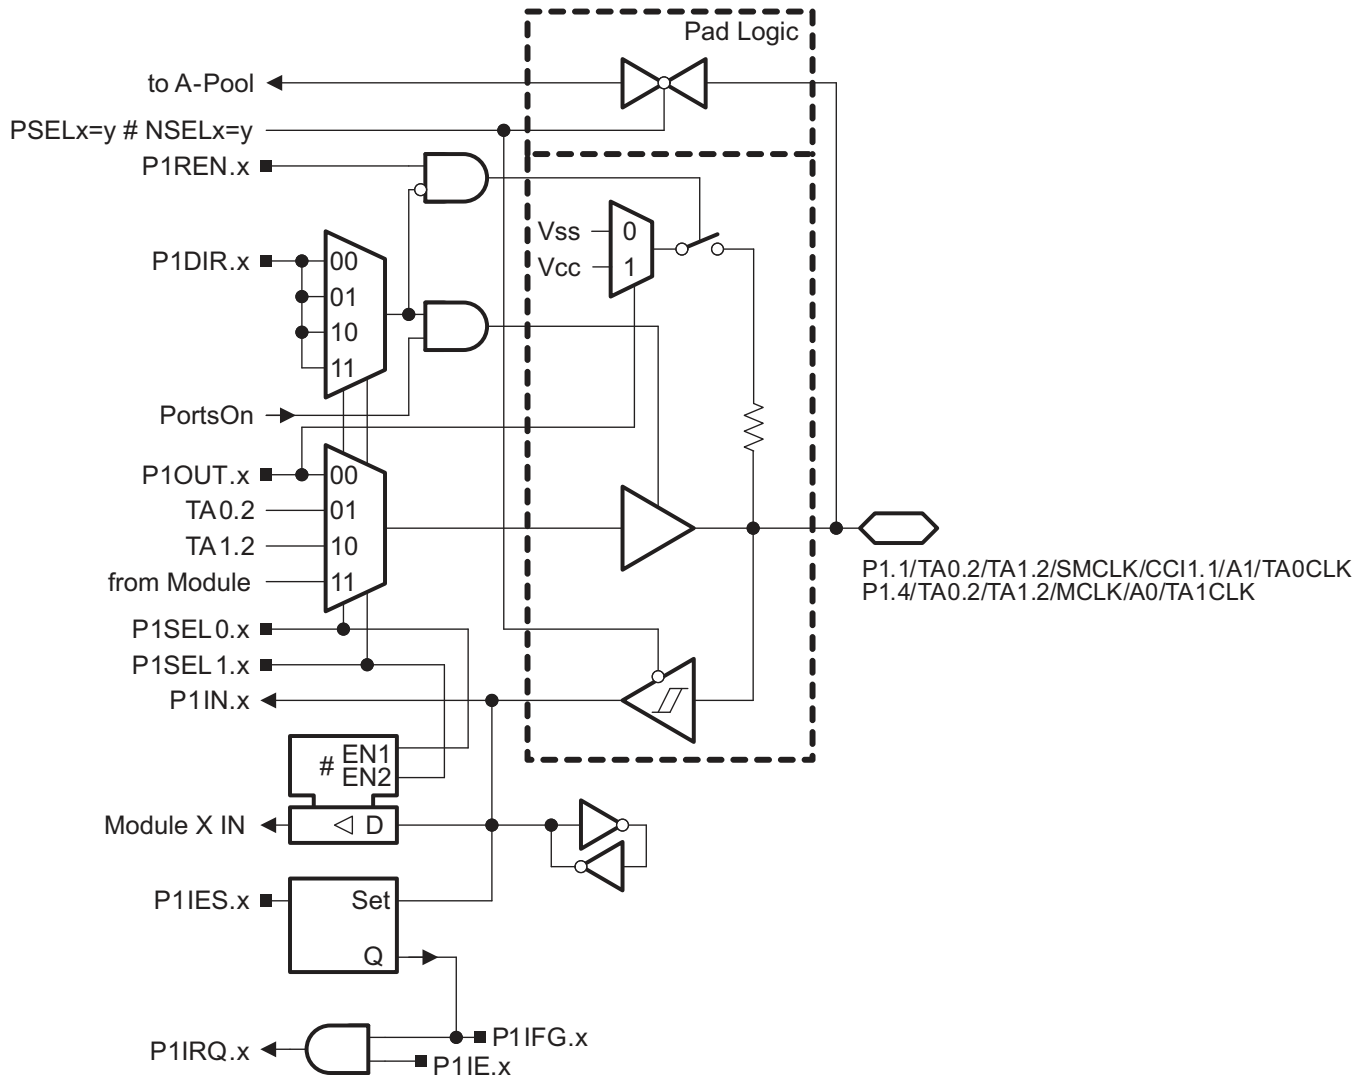 Pad Logic
to A-Pool
PSELx=y # NSELx=y
P1REN.x
Vss 0
Vcc 1
P1DIR.x
00
01
10
11
PortsOn
P1OUT.x 00
TA0.2 01
TA1.2 10
from Module 11
P1.1/TA0.2/TA1.2/SMCLK/CCI1.1/A1/TA0CLK
P1.4/TA0.2/TA1.2/MCLK/A0/TA1CLK
P1SEL0.x
P1SEL1.x
P1IN.x
# EN1
EN2
Module X IN
D
P1IES.x
Set
Q
P1IFG.x
P1IRQ.x
P1IE.x